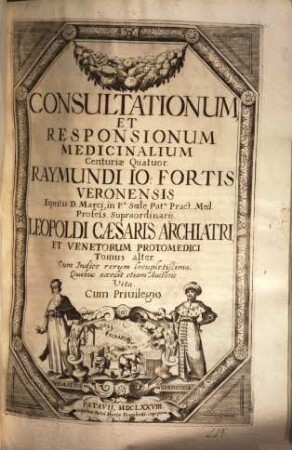 CONSULTATIONUM
ET
RESPONSIONUM
MEDICINALIUM
Centuriæ Quatuor
RAYMUNDI IO. FORTIS
VERONENSIS
Equitis D. Marci, in P.a Sede Pat.o Pract. Med.
Profess. Supraordinarii
LEOPOLDI CÆSARIS ARCHIATRI
ET VENETORUM PROTOMEDICI
Tomus alter
Cum Indice rerum locupletissimo.
Quibus accedit etiam Auctoris
Vita.
Cum Privilegio
PATAVII, MDCLXXVIII